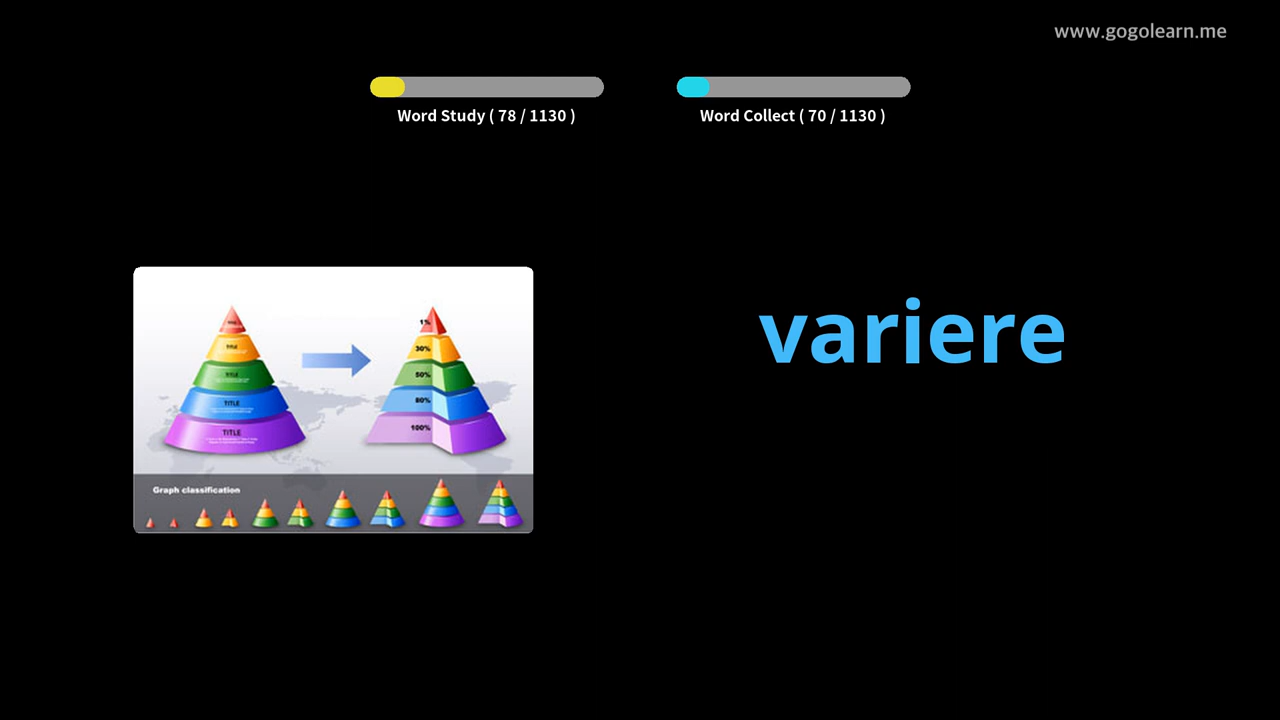 www.gogolearn.me
Word Study ( 78 / 1130 )
Word Collect ( 70 / 1130 )
variere
TITLE
TITLE
TITLE
TITLE
1%
30%
50%
80%
100%
Graph classification